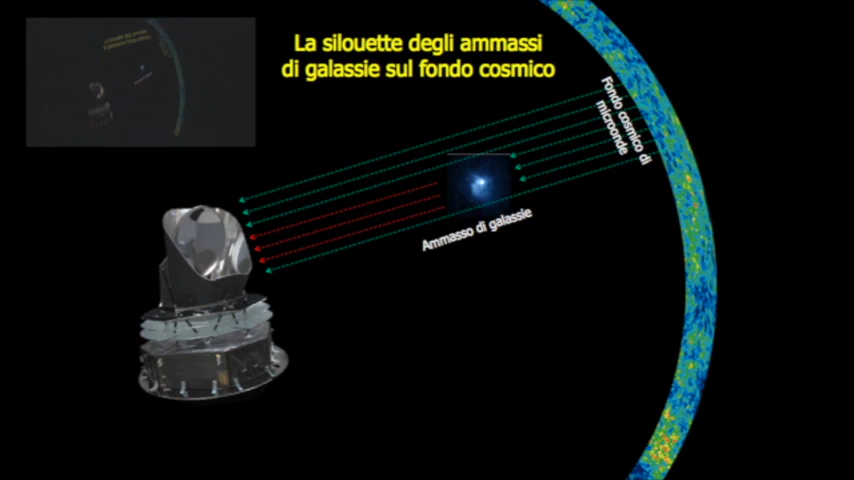 La silouette degli ammassi
di galassie sul fondo cosmico
Fondo cosmico di
microonde
Ammasso di galassie